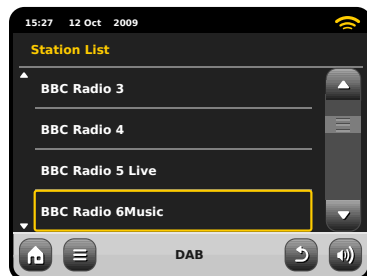 15:27 12 Oct 2009
Station List
BBC Radio 3
BBC Radio 4
BBC Radio 5 Live
BBC Radio 6Music
DAB